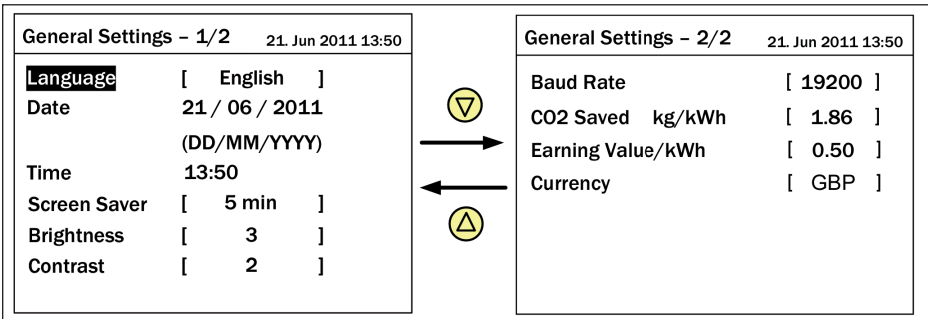 General Settings – 1/2 21. Jun 2011 13:50
Language [ English ]
Date 21 / 06 / 2011
(DD/MM/YYYY)
Time 13:50
Screen Saver [ 5 min ]
Brightness [ 3 ]
Contrast [ 2 ]
General Settings – 2/2 21. Jun 2011 13:50
Baud Rate [ 19200 ]
CO2 Saved kg/kWh [ 1.86 ]
Earning Value/kWh [ 0.50 ]
Currency [ GBP ]